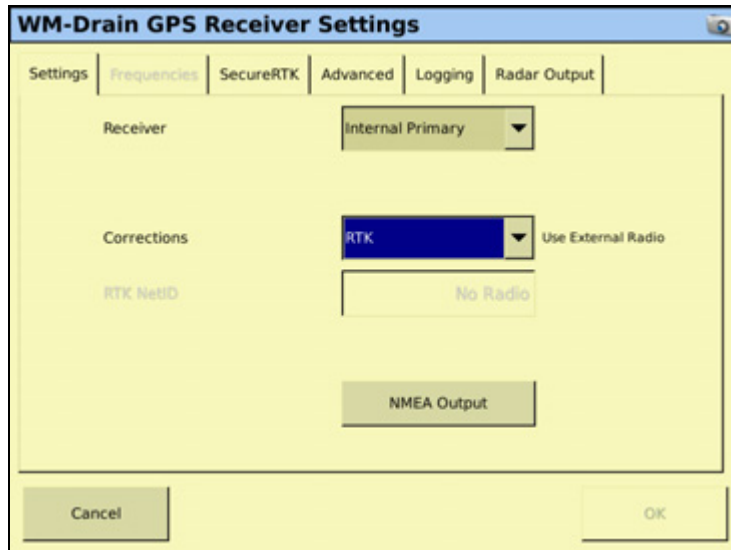 WM-Drain GPS Receiver Settings
Settings Frequencies SecureRTK Advanced Logging Radar Output
Receiver Internal Primary
Corrections RTK Use External Radio
RTK NetID No Radio
NMEA Output
Cancel OK